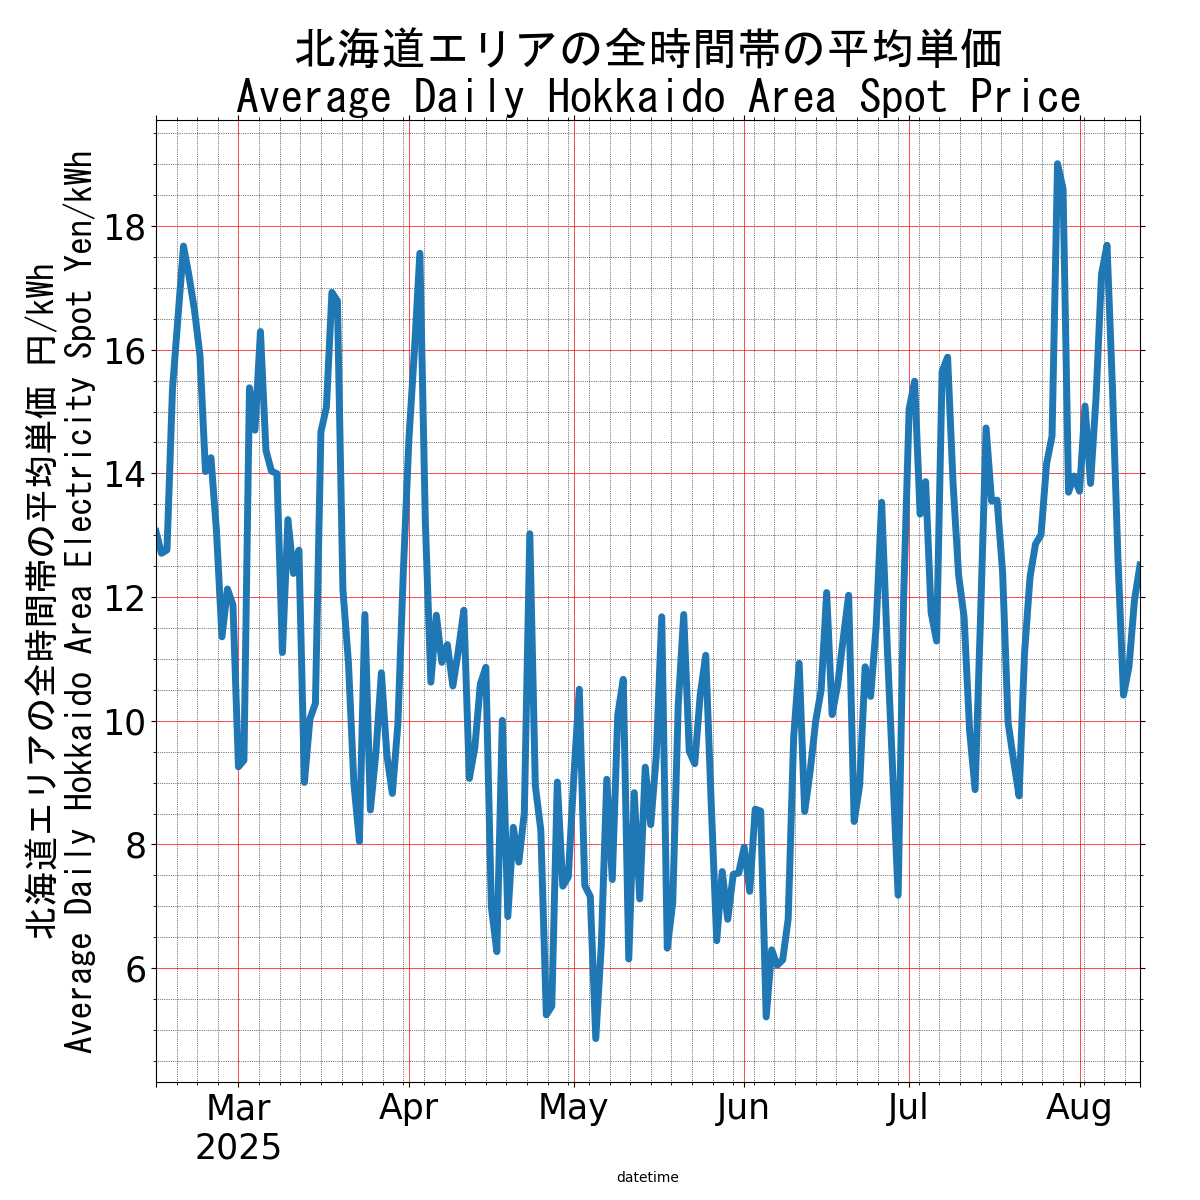 北海道エリアの全時間帯の平均単価
Average Daily Hokkaido Area Spot Price
北海道エリアの全時間帯の平均単価 円/kWh
Average Daily Hokkaido Area Electricity Spot Yen/kWh
18
16
14
12
10
8
6
Mar
2025
Apr
May
Jun
Jul
Aug
datetime